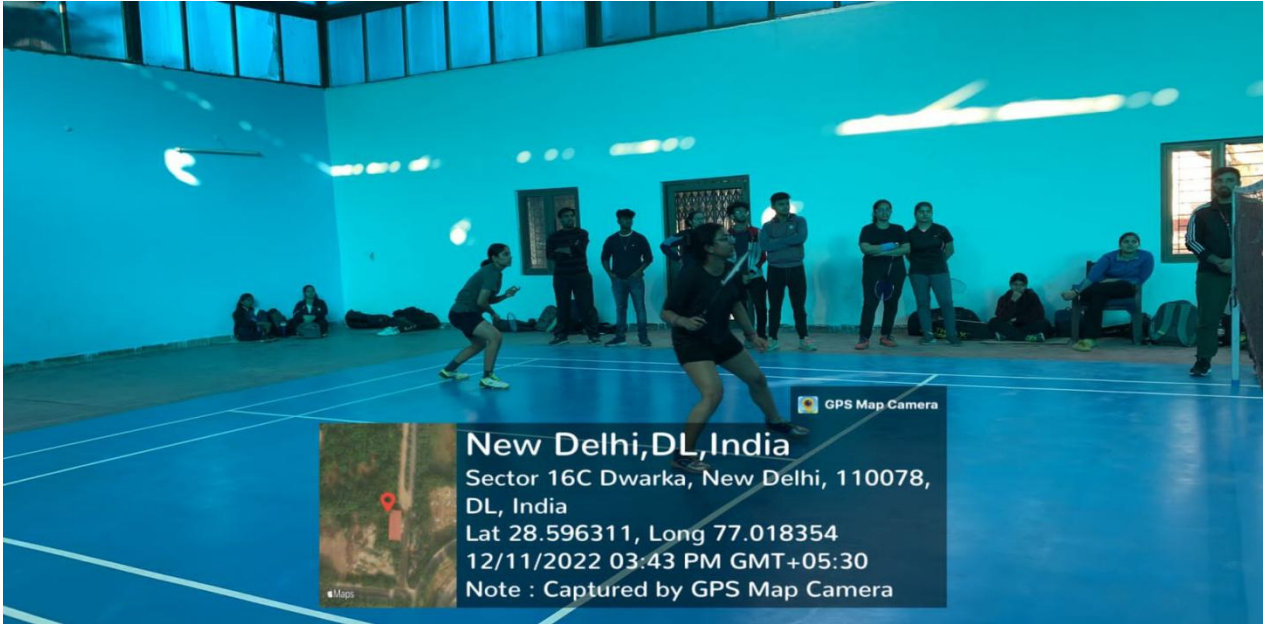 GPS Map Camera
New Delhi,DL,India
Sector 16C Dwarka, New Delhi, 110078,
DL, India
Lat 28.596311, Long 77.018354
12/11/2022 03:43 PM GMT+05:30
Note : Captured by GPS Map Camera
Maps